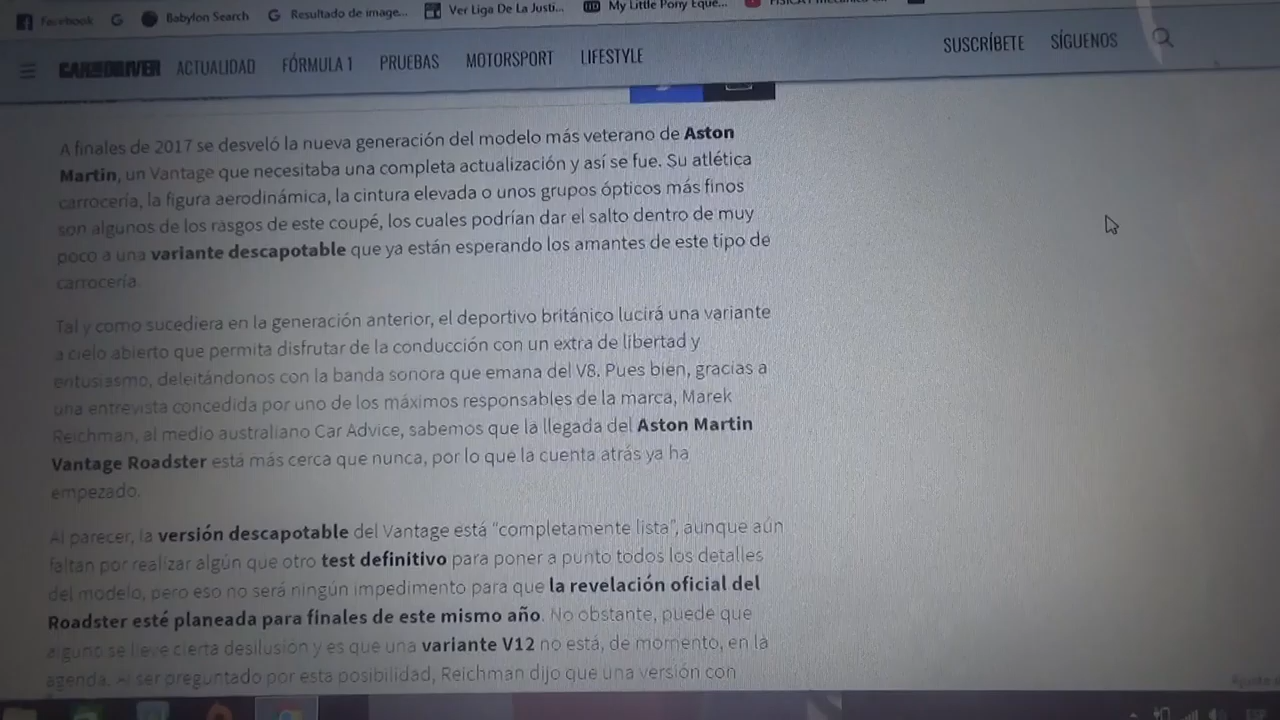 Facebook
Babylon Search
Resultado de image...
Ver Liga De La Justi...
My Little Pony Eque...
CAR AND DRIVER ACTUALIDAD FÓRMULA 1 PRUEBAS MOTORSPORT LIFESTYLE SUSCRÍBETE SÍGUENOS
A finales de 2017 se desveló la nueva generación del modelo más veterano de Aston
Martin, un Vantage que necesitaba una completa actualización y así se fue. Su atlética
carrocería, la figura aerodinámica, la cintura elevada o unos grupos ópticos más finos
son algunos de los rasgos de este coupé, los cuales podrían dar el salto dentro de muy
poco a una variante descapotable que ya están esperando los amantes de este tipo de
carrocería.
Tal y como sucediera en la generación anterior, el deportivo británico lucirá una variante
a cielo abierto que permita disfrutar de la conducción con un extra de libertad y
entusiasmo, deleitándonos con la banda sonora que emana del V8. Pues bien, gracias a
una entrevista concedida por uno de los máximos responsables de la marca, Marek
Reichman, al medio australiano Car Advice, sabemos que la llegada del Aston Martin
Vantage Roadster está más cerca que nunca, por lo que la cuenta atrás ya ha
empezado.
Al parecer, la versión descapotable del Vantage está “completamente lista”, aunque aún
faltan por realizar algún que otro test definitivo para poner a punto todos los detalles
del modelo, pero eso no será ningún impedimento para que la revelación oficial del
Roadster esté planeada para finales de este mismo año. No obstante, puede que
alguno se lleve cierta desilusión y es que una variante V12 no está, de momento, en la
agenda. Al ser preguntado por esta posibilidad, Reichman dijo que una versión con